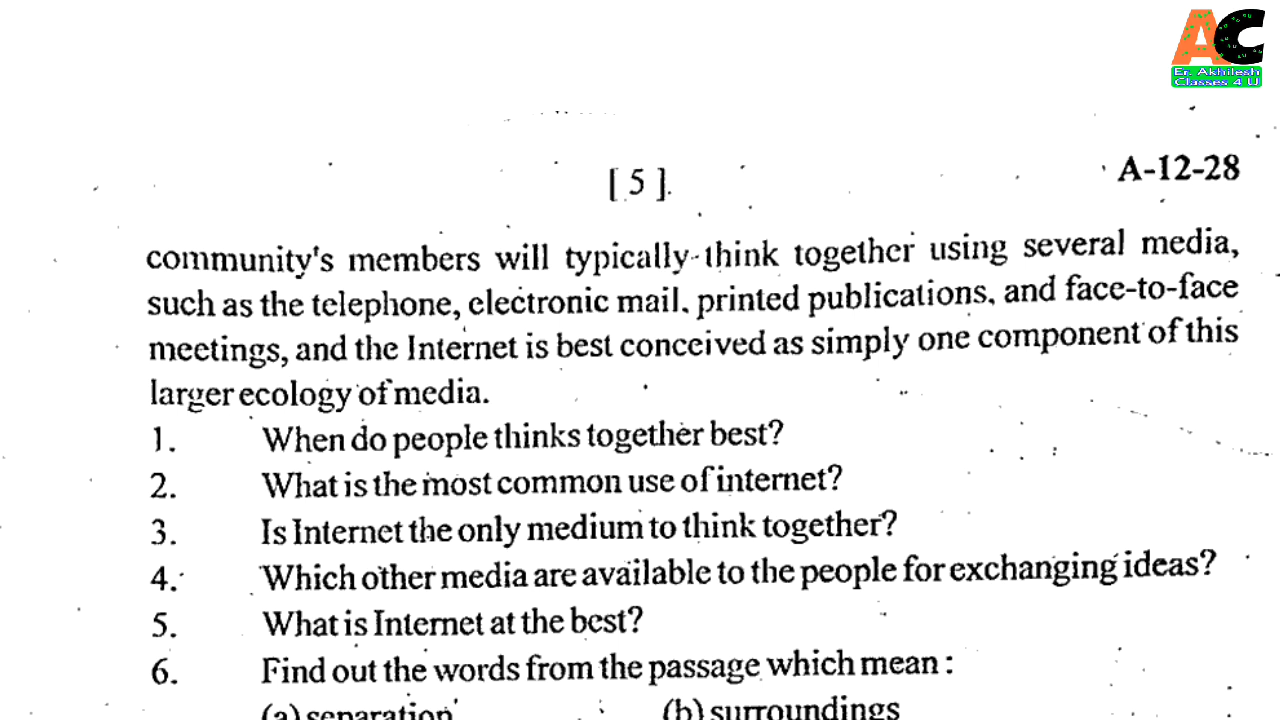 AC
Er. Akhilesh
Classes 4 U
[ 5 ].
A-12-28
community's members will typically think together using several media,
such as the telephone, electronic mail, printed publications, and face-to-face
meetings, and the Internet is best conceived as simply one component of this
larger ecology of media.
1. When do people thinks together best?
2. What is the most common use of internet?
3. Is Internet the only medium to think together?
4. Which other media are available to the people for exchanging ideas?
5. What is Internet at the best?
6. Find out the words from the passage which mean :
(a) separation (b) surroundings